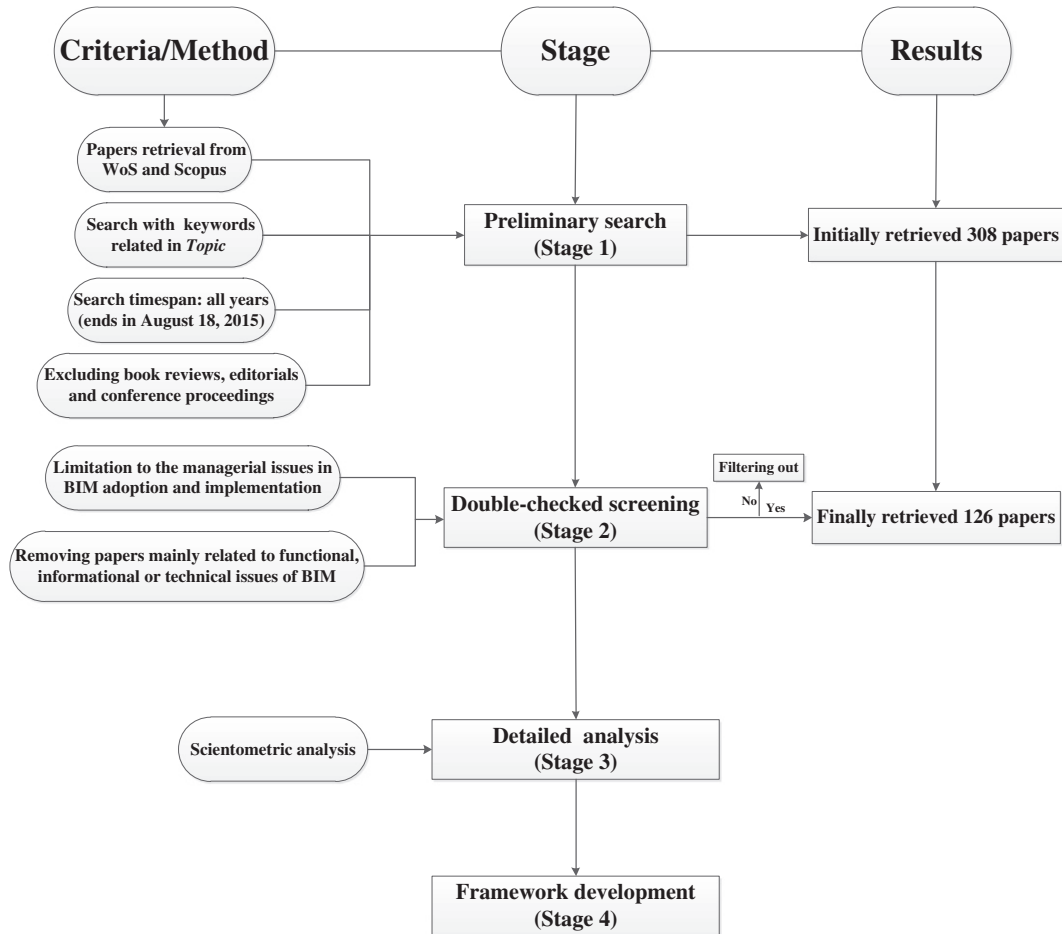 Criteria/Method
Stage
Results
Papers retrieval from
WoS and Scopus
Search with keywords
related in Topic
Search timespan: all years
(ends in August 18, 2015)
Excluding book reviews, editorials
and conference proceedings
Preliminary search
(Stage 1)
Initially retrieved 308 papers
Limitation to the managerial issues in
BIM adoption and implementation
Removing papers mainly related to functional,
informational or technical issues of BIM
Double-checked screening
(Stage 2)
Filtering out
No
Yes
Finally retrieved 126 papers
Scientometric analysis
Detailed analysis
(Stage 3)
Framework development
(Stage 4)